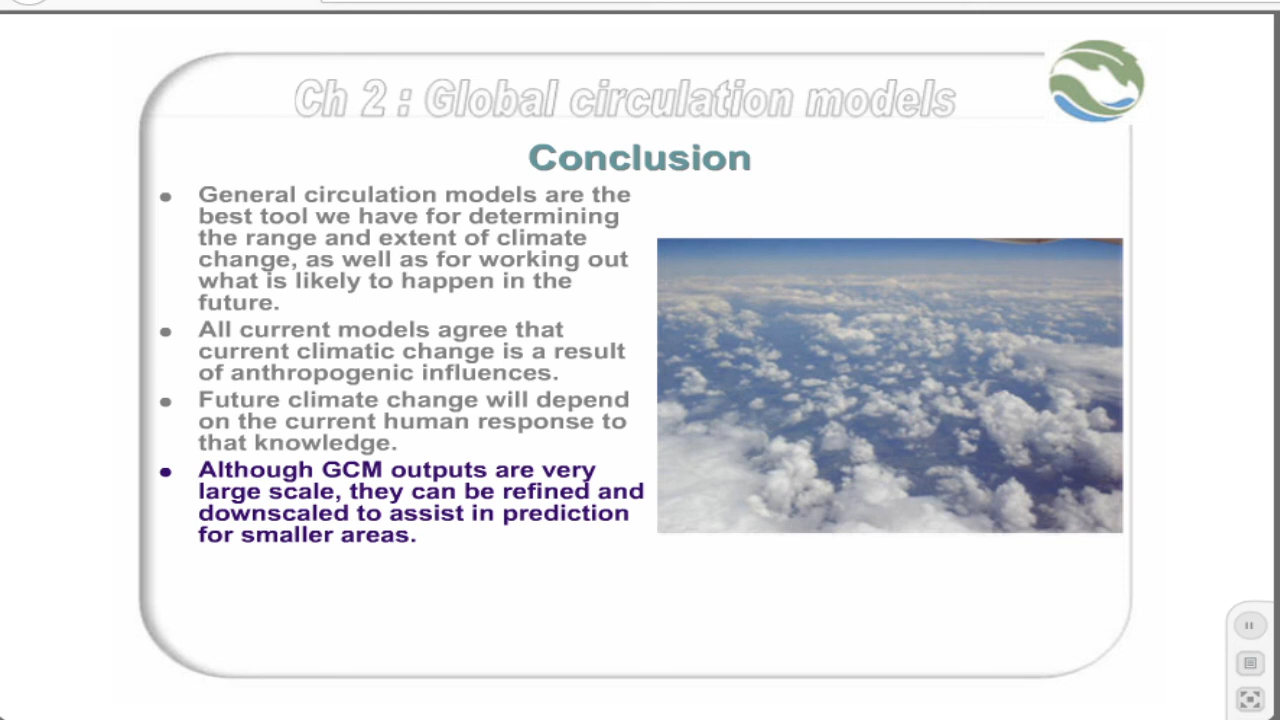 Ch 2 : Global circulation models
Conclusion
• General circulation models are the
best tool we have for determining
the range and extent of climate
change, as well as for working out
what is likely to happen in the
future.
• All current models agree that
current climatic change is a result
of anthropogenic influences.
• Future climate change will depend
on the current human response to
that knowledge.
• Although GCM outputs are very
large scale, they can be refined and
downscaled to assist in prediction
for smaller areas.